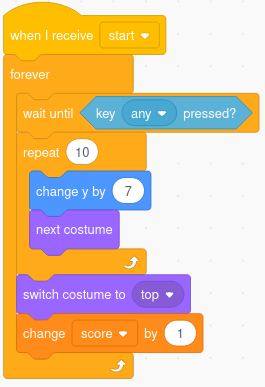 when I receive start
forever
wait until key any pressed?
repeat 10
change y by 7
next costume
switch costume to top
change score by 1